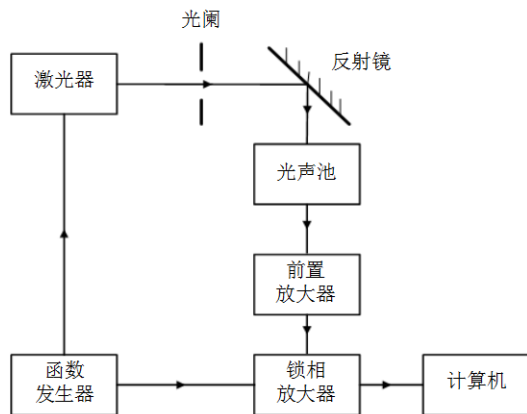 光阑
激光器
反射镜
光声池
前置
放大器
函数
发生器
锁相
放大器
计算机